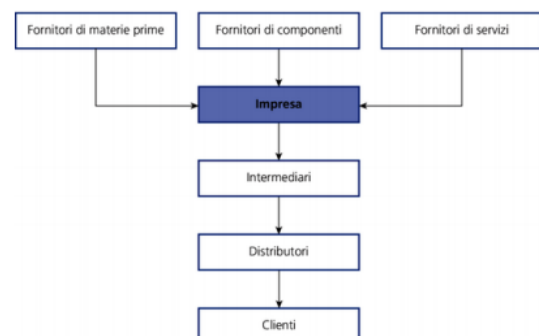 Fornitori di materie prime
Fornitori di componenti
Fornitori di servizi
Impresa
Intermediari
Distributori
Clienti